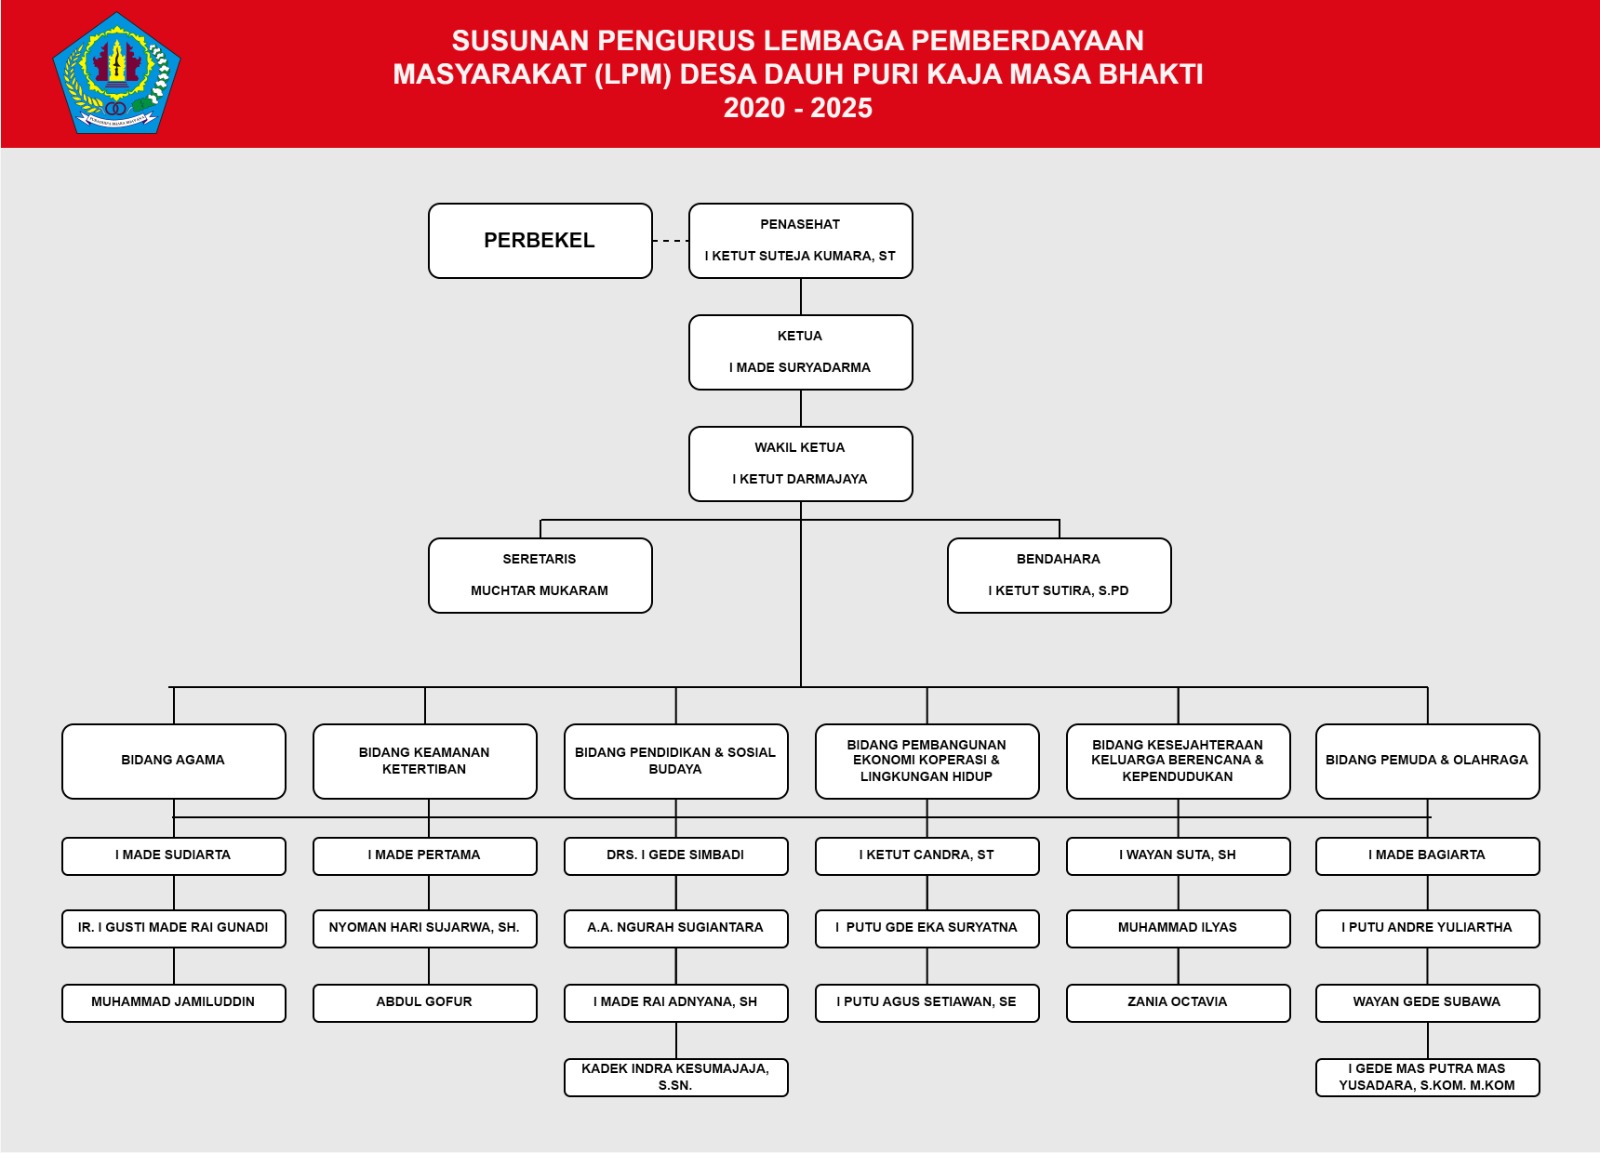 SUSUNAN PENGURUS LEMBAGA PEMBERDAYAAN
MASYARAKAT (LPM) DESA DAUH PURI KAJA MASA BHAKTI
2020 - 2025
PERBEKEL
PENASEHAT
I KETUT SUTEJA KUMARA, ST
KETUA
I MADE SURYADARMA
WAKIL KETUA
I KETUT DARMAJAYA
SERETARIS
MUCHTAR MUKARAM
BENDAHARA
I KETUT SUTIRA, S.PD
BIDANG AGAMA
BIDANG KEAMANAN
KETERTIBAN
BIDANG PENDIDIKAN & SOSIAL
BUDAYA
BIDANG PEMBANGUNAN
EKONOMI KOPERASI &
LINGKUNGAN HIDUP
BIDANG KESEJAHTERAAN
KELUARGA BERENCANA &
KEPENDUDUKAN
BIDANG PEMUDA & OLAHRAGA
I MADE SUDIARTA
I MADE PERTAMA
DRS. I GEDE SIMBADI
I KETUT CANDRA, ST
I WAYAN SUTA, SH
I MADE BAGIARTA
IR. I GUSTI MADE RAI GUNADI
NYOMAN HARI SUJARWA, SH.
A.A. NGURAH SUGIANTARA
I PUTU GDE EKA SURYATNA
MUHAMMAD ILYAS
I PUTU ANDRE YULIARTHA
MUHAMMAD JAMILUDDIN
ABDUL GOFUR
I MADE RAI ADNYANA, SH
I PUTU AGUS SETIAWAN, SE
ZANIA OCTAVIA
WAYAN GEDE SUBAWA
KADEK INDRA KESUMAJAJA,
S.SN.
I GEDE MAS PUTRA MAS
YUSADARA, S.KOM. M.KOM